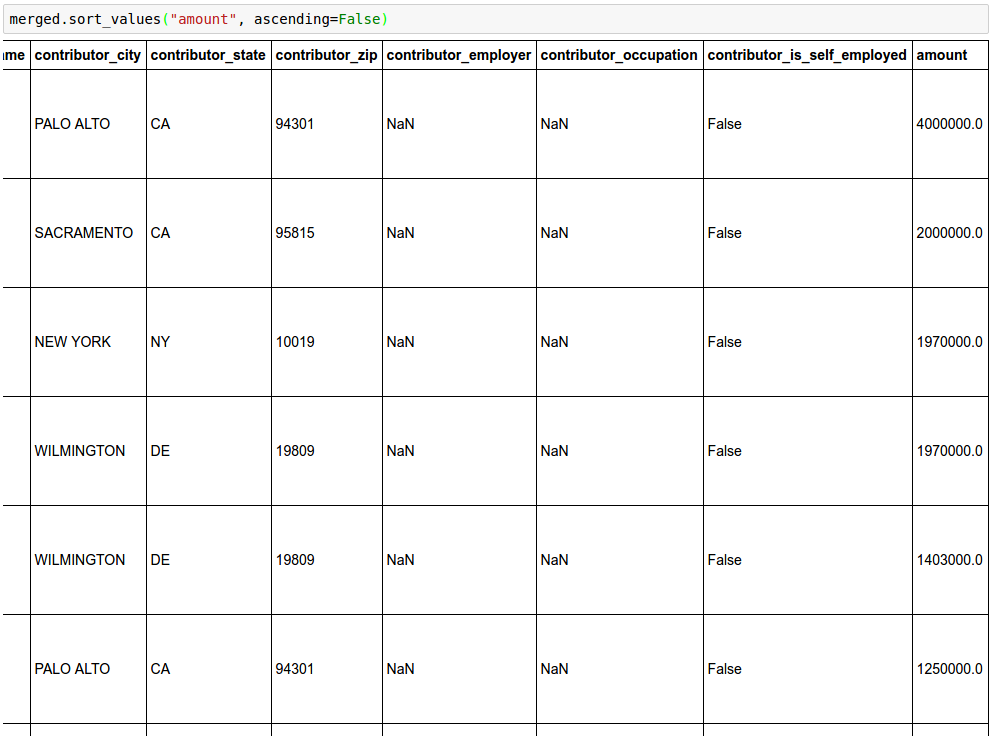 merged.sort_values("amount", ascending=False)
me contributor_city contributor_state contributor_zip contributor_employer contributor_occupation contributor_is_self_employed amount
PALO ALTO CA 94301 NaN NaN False 4000000.0
SACRAMENTO CA 95815 NaN NaN False 2000000.0
NEW YORK NY 10019 NaN NaN False 1970000.0
WILMINGTON DE 19809 NaN NaN False 1970000.0
WILMINGTON DE 19809 NaN NaN False 1403000.0
PALO ALTO CA 94301 NaN NaN False 1250000.0